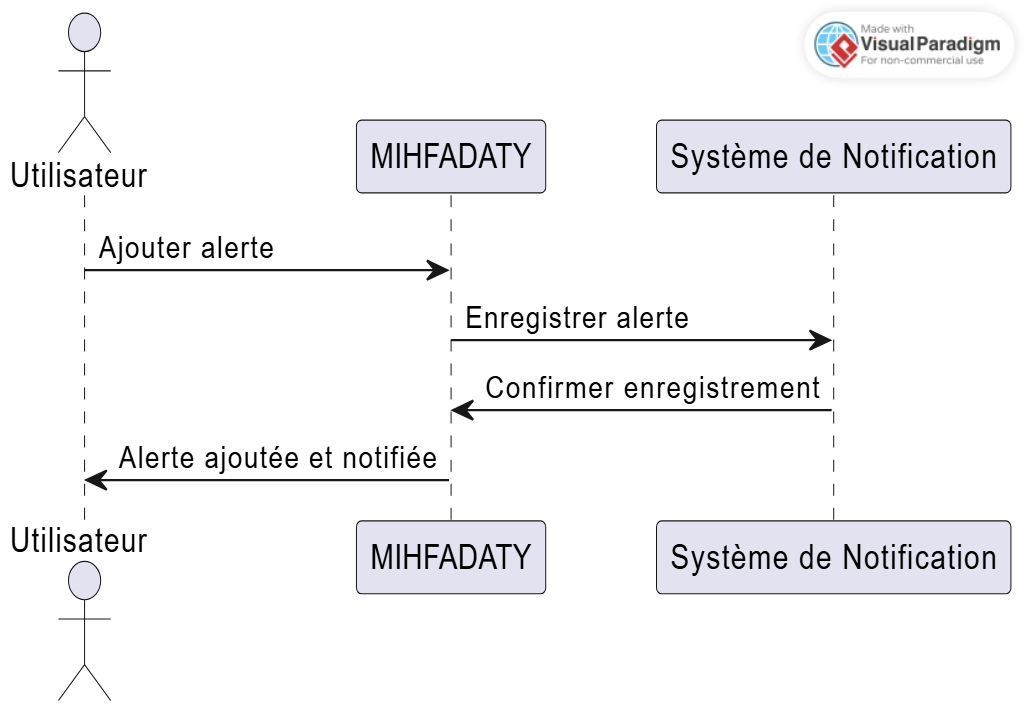 Made with
Visual Paradigm
For non-commercial use
Utilisateur
MIHFADATY
Système de Notification
Ajouter alerte
Enregistrer alerte
Confirmer enregistrement
Alerte ajoutée et notifiée
Utilisateur
MIHFADATY
Système de Notification